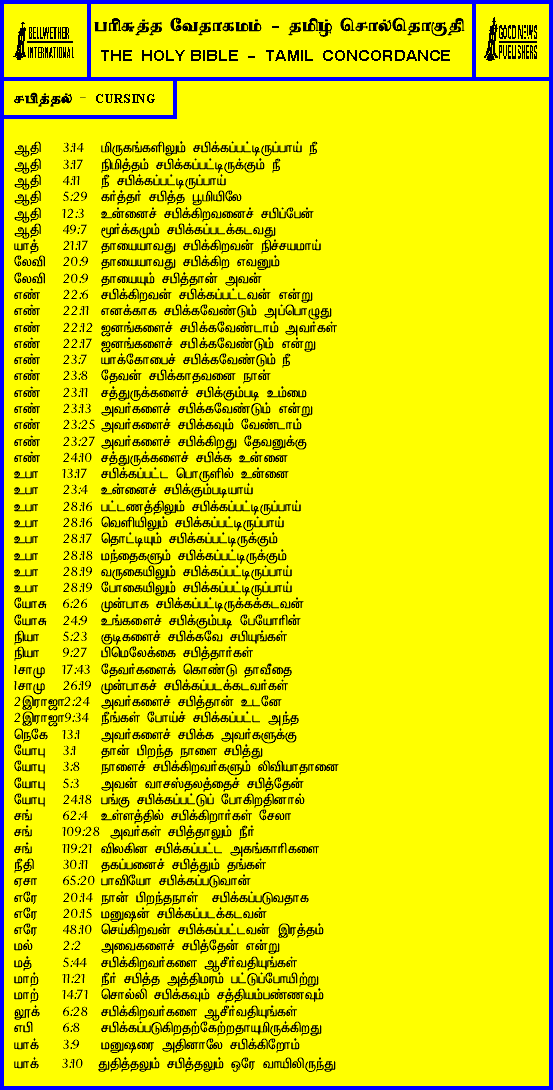 BELLWETHER
INTERNATIONAL
பரிசுத்த வேதாகமம் - தமிழ் சொல்தொகுதி
THE HOLY BIBLE - TAMIL CONCORDANCE
GOOD NEWS
PUBLISHERS
சபித்தல் - CURSING
ஆதி 3:14 மிருகங்களிலும் சபிக்கப்பட்டிருப்பாய் நீ
ஆதி 3:17 நிமித்தம் சபிக்கப்பட்டிருக்கும் நீ
ஆதி 4:11 நீ சபிக்கப்பட்டிருப்பாய்
ஆதி 5:29 கர்த்தர் சபித்த பூமியிலே
ஆதி 12:3 உன்னைச் சபிக்கிறவனைச் சபிப்பேன்
ஆதி 49:7 மூர்க்கமும் சபிக்கப்படக்கடவது
யாத் 21:17 தாயையாவது சபிக்கிறவன் நிச்சயமாய்
லேவி 20:9 தாயையாவது சபிக்கிற எவனும்
லேவி 20:9 தாயையும் சபித்தான் அவன்
எண் 22:6 சபிக்கிறவன் சபிக்கப்பட்டவன் என்று
எண் 22:11 எனக்காக சபிக்கவேண்டும் அப்பொழுது
எண் 22:12 ஜனங்களைச் சபிக்கவேண்டாம் அவர்கள்
எண் 22:17 ஜனங்களைச் சபிக்கவேண்டும் என்று
எண் 23:7 யாக்கோபைச் சபிக்கவேண்டும் நீ
எண் 23:8 தேவன் சபிக்காதவனை நான்
எண் 23:11 சத்துருக்களைச் சபிக்கும்படி உம்மை
எண் 23:13 அவர்களைச் சபிக்கவேண்டும் என்று
எண் 23:25 அவர்களைச் சபிக்கவும் வேண்டாம்
எண் 23:27 அவர்களைச் சபிக்கிறது தேவனுக்கு
எண் 24:10 சத்துருக்களைச் சபிக்க உன்னை
உபா 13:17 சபிக்கப்பட்ட பொருளில் உன்னை
உபா 23:4 உன்னைச் சபிக்கும்படியாய்
உபா 28:16 பட்டணத்திலும் சபிக்கப்பட்டிருப்பாய்
உபா 28:16 வெளியிலும் சபிக்கப்பட்டிருப்பாய்
உபா 28:17 தொட்டியும் சபிக்கப்பட்டிருக்கும்
உபா 28:18 மந்தைகளும் சபிக்கப்பட்டிருக்கும்
உபா 28:19 வருகையிலும் சபிக்கப்பட்டிருப்பாய்
உபா 28:19 போகையிலும் சபிக்கப்பட்டிருப்பாய்
யோசு 6:26 முன்பாக சபிக்கப்பட்டிருக்கக்கடவன்
யோசு 24:9 உங்களைச் சபிக்கும்படி பேயோரின்
நியா 5:23 குடிகளைச் சபிக்கவே சபியுங்கள்
நியா 9:27 பிமெலேக்கை சபித்தார்கள்
1சாமு 17:43 தேவர்களைக் கொண்டு தாவீதை
1சாமு 26:19 முன்பாகச் சபிக்கப்படக்கடவர்கள்
2இராஜா2:24 அவர்களைச் சபித்தான் உடனே
2இராஜா9:34 நீங்கள் போய்ச் சபிக்கப்பட்ட அந்த
நெகே 13:1 அவர்களைச் சபிக்க அவர்களுக்கு
யோபு 3:1 தான் பிறந்த நாளை சபித்து
யோபு 3:8 நாளைச் சபிக்கிறவர்களும் லிவியாதானை
யோபு 5:3 அவன் வாசஸ்தலத்தைச் சபித்தேன்
யோபு 24:18 பங்கு சபிக்கப்பட்டுப் போகிறதினால்
சங் 62:4 உள்ளத்தில் சபிக்கிறார்கள் சேலா
சங் 109:28 அவர்கள் சபித்தாலும் நீர்
சங் 119:21 விலகின சபிக்கப்பட்ட அகங்காரிகளை
நீதி 30:11 தகப்பனைச் சபித்தும் தங்கள்
ஏசா 65:20 பாவியோ சபிக்கப்படுவான்
எரே 20:14 நான் பிறந்தநாள் சபிக்கப்படுவதாக
எரே 20:15 மனுஷன் சபிக்கப்படக்கடவன்
எரே 48:10 செய்கிறவன் சபிக்கப்பட்டவன் இரத்தம்
மல் 2:2 அவைகளைச் சபித்தேன் என்று
மத் 5:44 சபிக்கிறவர்களை ஆசீர்வதியுங்கள்
மாற் 11:21 நீர் சபித்த அத்திமரம் பட்டுப்போயிற்று
மாற் 14:71 சொல்லி சபிக்கவும் சத்தியம்பண்ணவும்
லூக் 6:28 சபிக்கிறவர்களை ஆசீர்வதியுங்கள்
எபி 6:8 சபிக்கப்படுகிறதற்கேற்றதாயுமிருக்கிறது
யாக் 3:9 மனுஷரை அதினாலே சபிக்கிறோம்
யாக் 3:10 துதித்தலும் சபித்தலும் ஒரே வாயிலிருந்து